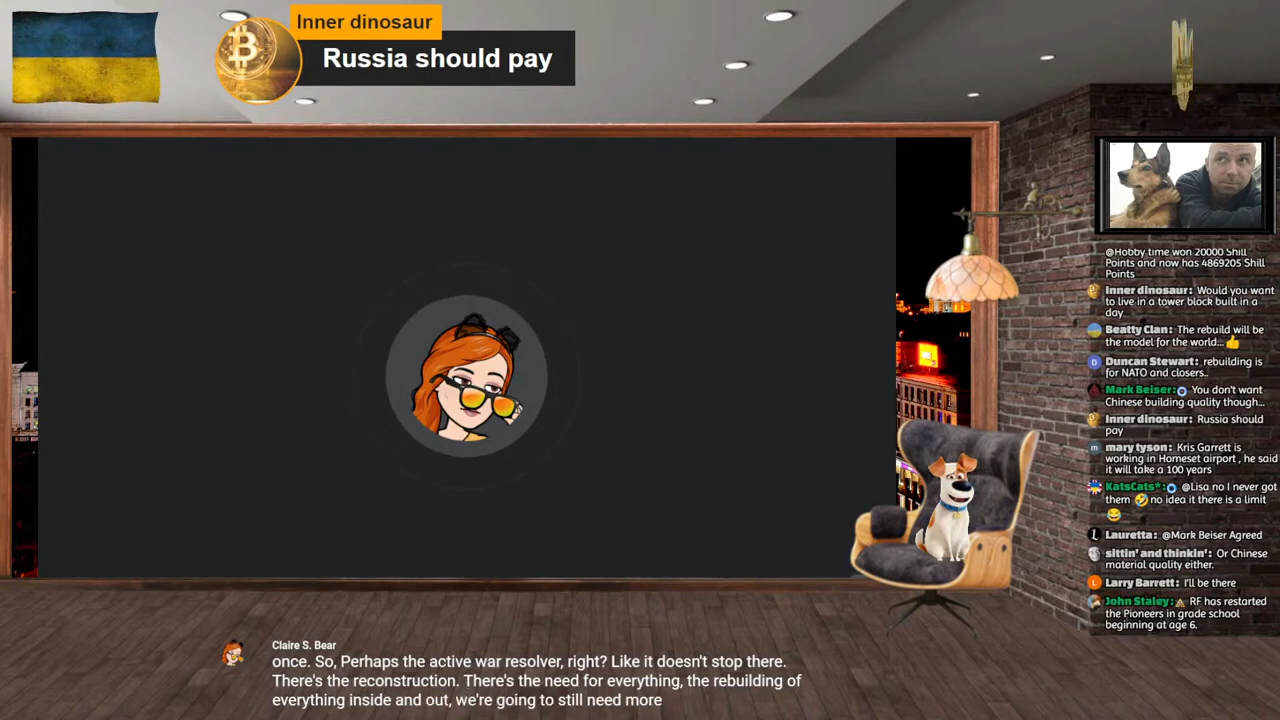 Inner dinosaur
Russia should pay
@Hobby time won 20000 Shill
Points and now has 4869205 Shill
Points
Inner dinosaur: Would you want
to live in a tower block built in a
day
Beatty Clan: The rebuild will be
the model for the world...👍
Duncan Stewart: rebuilding is
for NATO and closers..
Mark Beiser: You don't want
Chinese building quality though...
Inner dinosaur: Russia should
pay
mary tyson: Kris Garrett is
working in Homeset airport , he said
it will take a 100 years
KatsCats*: @Lisa no I never got
them 🤣 no idea it there is a limit
😂
Lauretta: @Mark Beiser Agreed
sittin' and thinkin': Or Chinese
material quality either.
Larry Barrett: I'll be there
John Staley: RF has restarted
the Pioneers in grade school
beginning at age 6.
Claire S. Bear
once. So, Perhaps the active war resolver, right? Like it doesn't stop there.
There's the reconstruction. There's the need for everything, the rebuilding of
everything inside and out, we're going to still need more